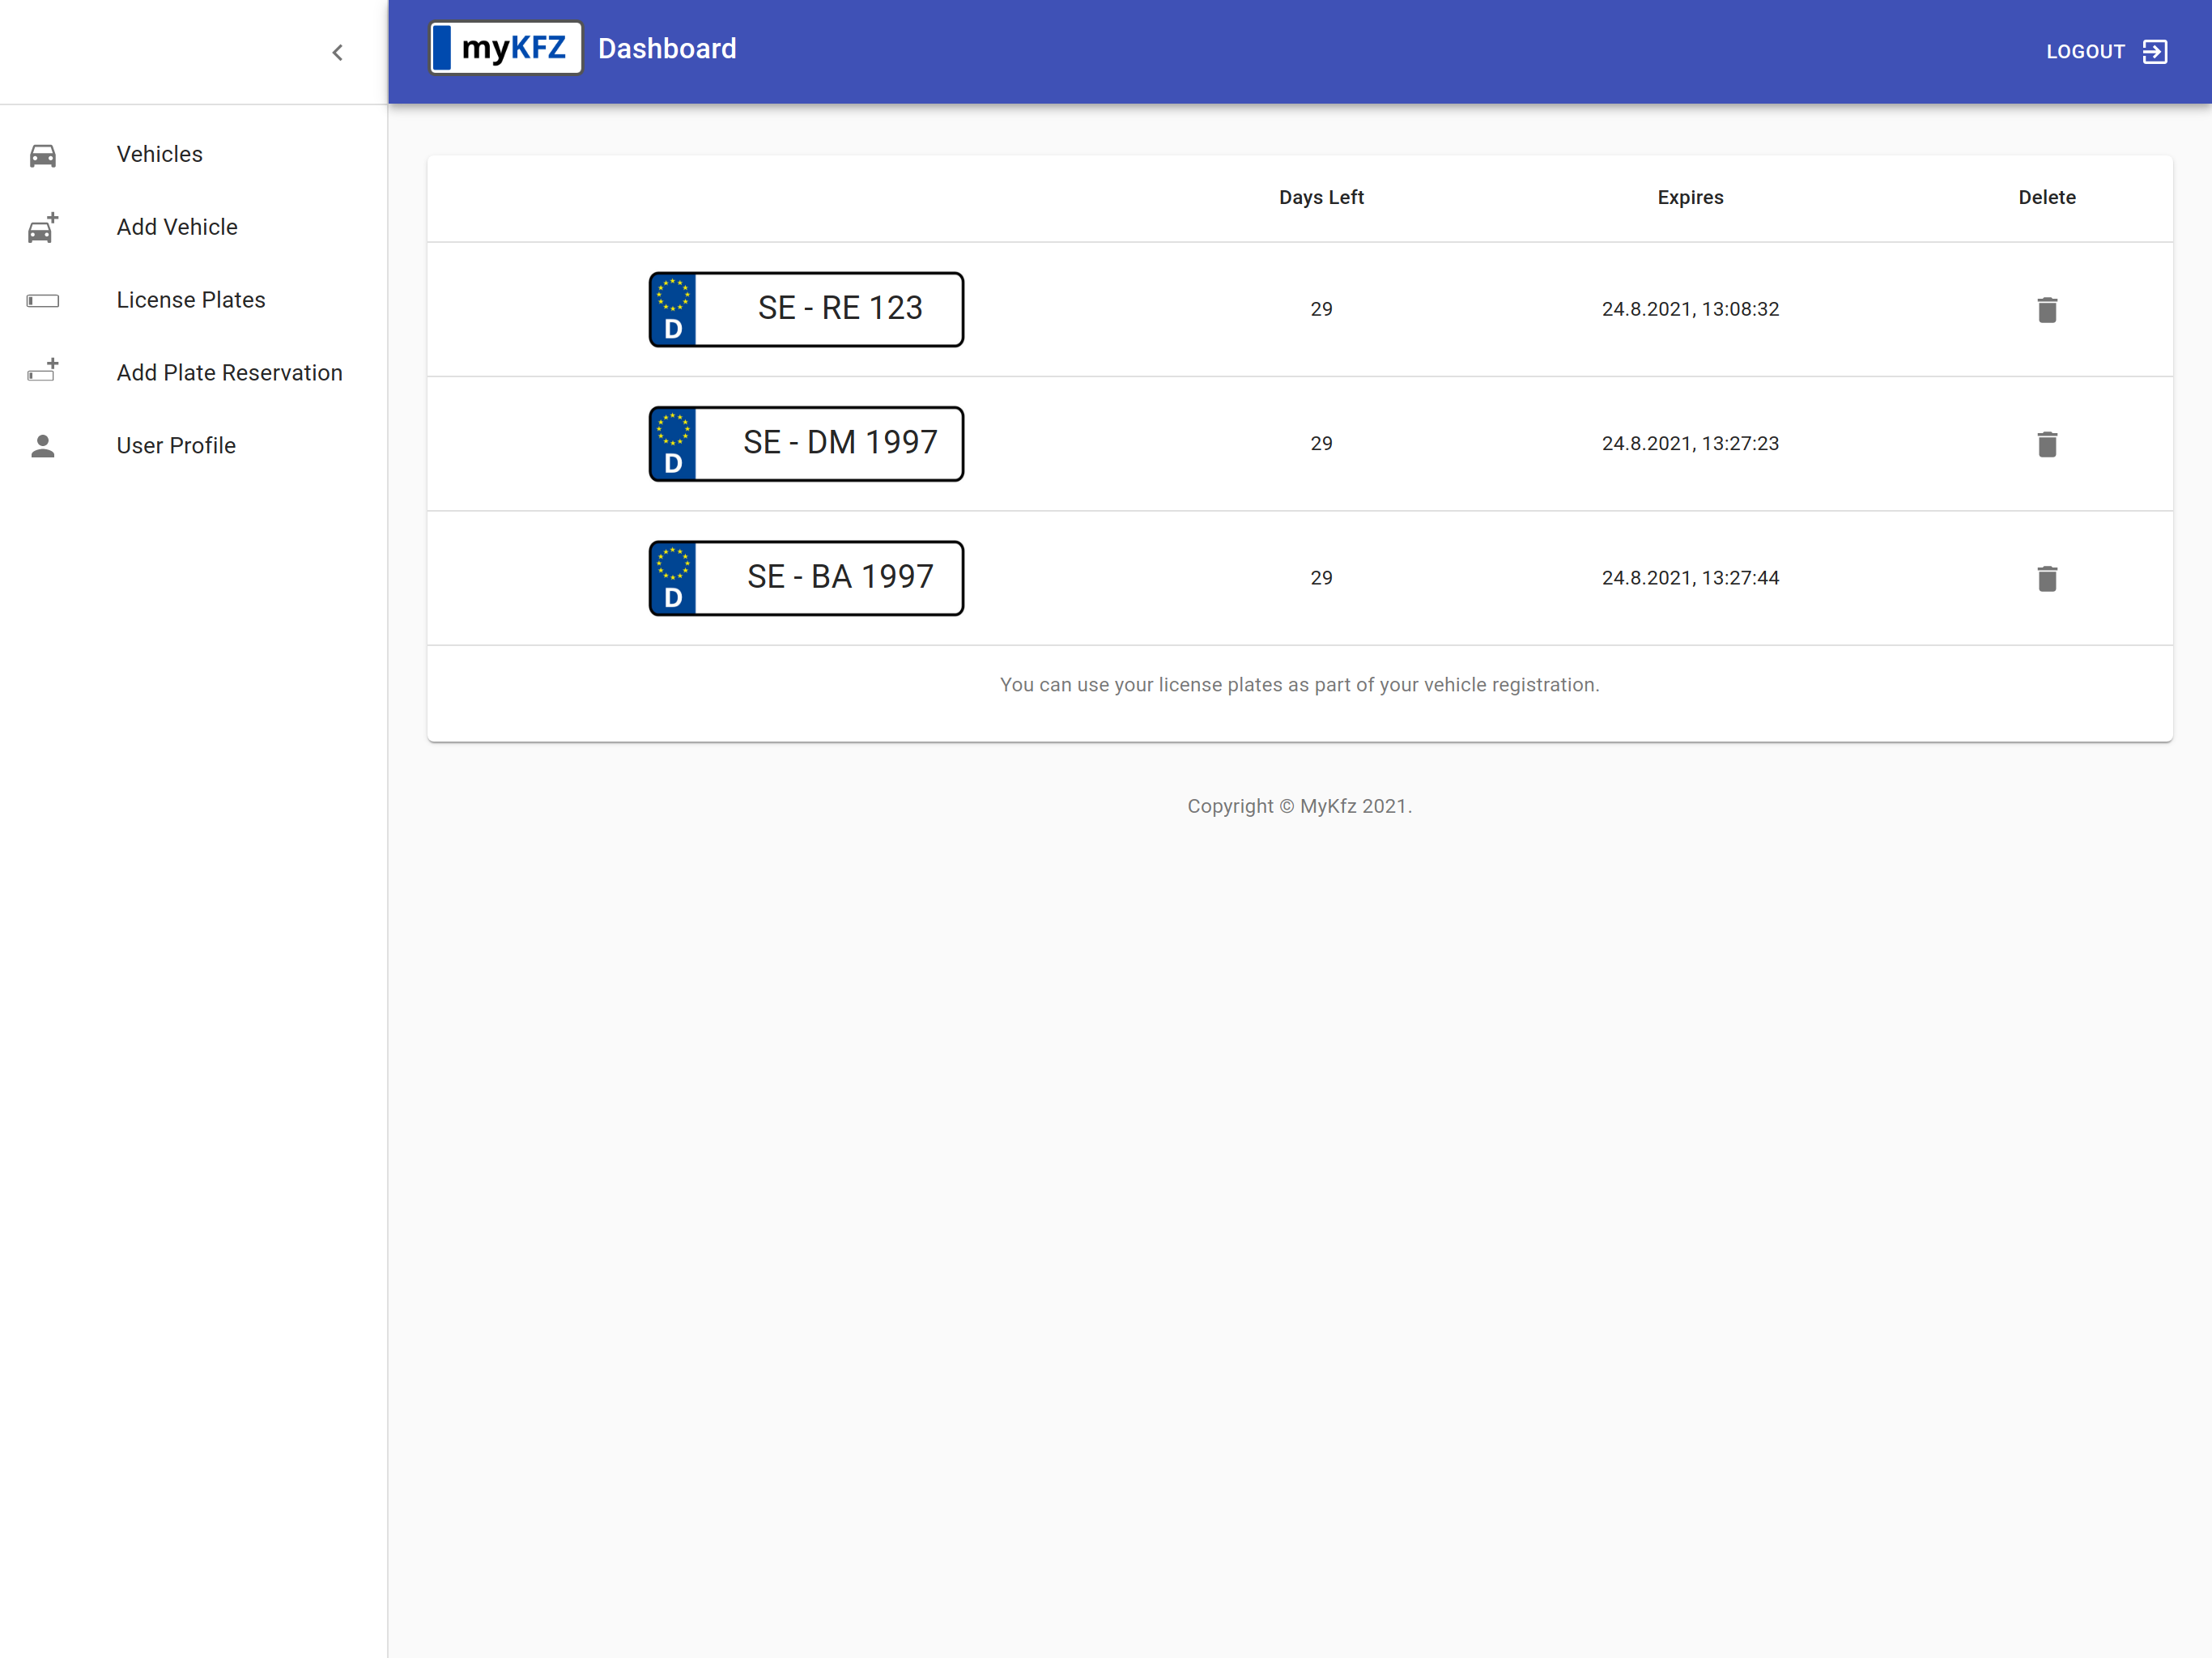 myKFZ Dashboard
LOGOUT
Vehicles
Add Vehicle
License Plates
Add Plate Reservation
User Profile
Days Left Expires Delete
D SE - RE 123 29 24.8.2021, 13:08:32
D SE - DM 1997 29 24.8.2021, 13:27:23
D SE - BA 1997 29 24.8.2021, 13:27:44
You can use your license plates as part of your vehicle registration.
Copyright © MyKfz 2021.